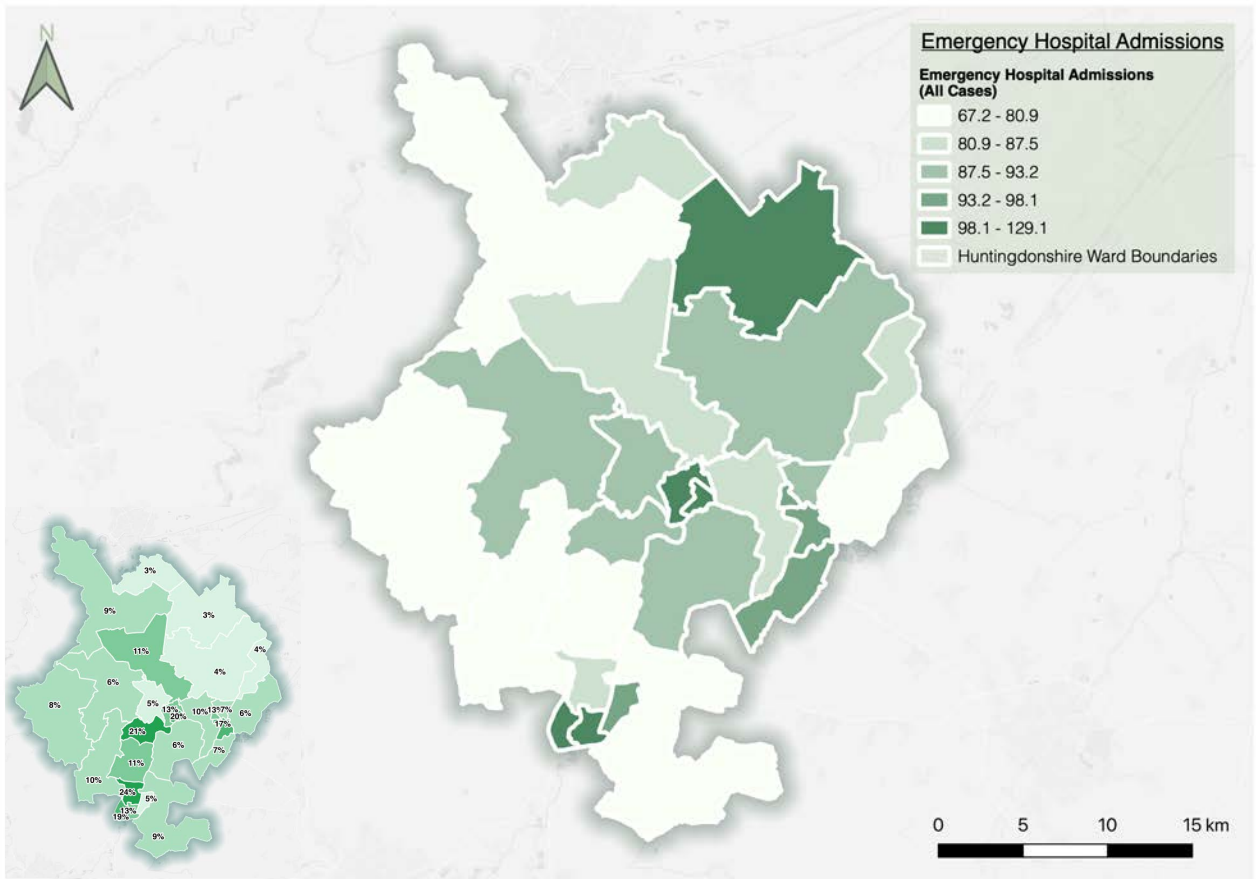 N
Emergency Hospital Admissions
Emergency Hospital Admissions
(All Cases)
67.2 - 80.9
80.9 - 87.5
87.5 - 93.2
93.2 - 98.1
98.1 - 129.1
Huntingdonshire Ward Boundaries
3%
9%
3%
11%
4%
4%
6%
8%
5%
13%
20%
10%
13%
7%
6%
17%
21%
6%
7%
11%
10%
24%
5%
13%
19%
9%
0 5 10 15 km